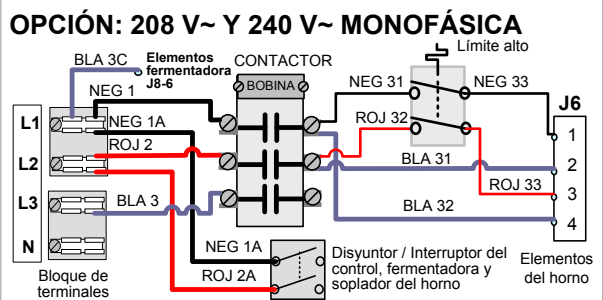 OPCIÓN: 208 V~ Y 240 V~ MONOFÁSICA
BLA 3C
Elementos
fermentadora
J8-6
CONTACTOR
BOBINA
Límite alto
NEG 31
NEG 33
J6
L1
NEG 1
NEG 1A
ROJ 32
1
L2
ROJ 2
BLA 31
2
ROJ 33
3
L3
BLA 3
BLA 32
4
N
NEG 1A
ROJ 2A
Bloque de
terminales
Disyuntor / Interruptor del
control, fermentadora y
soplador del horno
Elementos
del horno